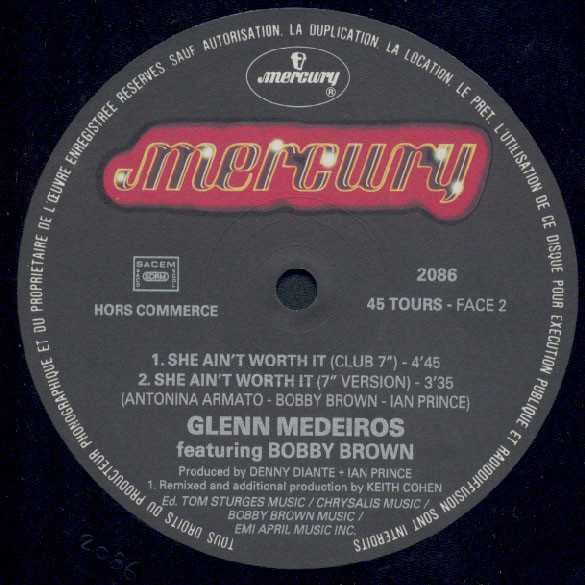 TOUS DROITS DU PRODUCTEUR PHONOGRAPHIQUE ET DU PROPRIETAIRE DE L'ŒUVRE ENREGISTREE RESERVES SAUF AUTORISATION, LA DUPLICATION, LA LOCATION, LE PRET, L'UTILISATION DE CE DISQUE POUR EXECUTION PUBLIQUE ET RADIODIFFUSION SONT INTERDITS
mercury
®
mercury
SACEM
SDRM
SACD
SGDL
2086
HORS COMMERCE
45 TOURS - FACE 2
1. SHE AIN'T WORTH IT (CLUB 7") - 4'45
2. SHE AIN'T WORTH IT (7" VERSION) - 3'35
(ANTONINA ARMATO - BOBBY BROWN - IAN PRINCE)
GLENN MEDEIROS
featuring BOBBY BROWN
Produced by DENNY DIANTE + IAN PRINCE
1. Remixed and additional production by KEITH COHEN
Ed. TOM STURGES MUSIC / CHRYSALIS MUSIC /
BOBBY BROWN MUSIC /
EMI APRIL MUSIC INC.
2086